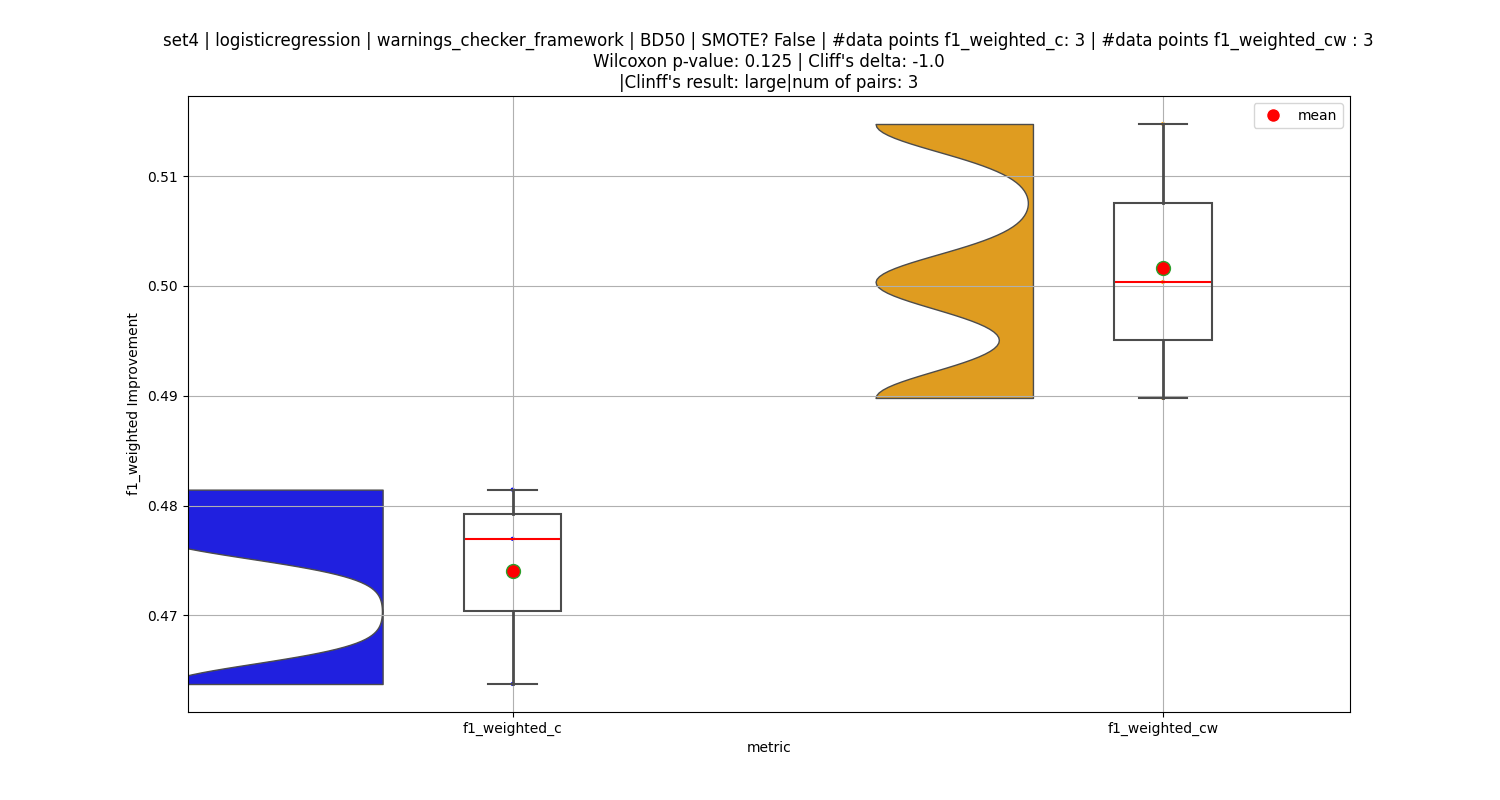 set4 | logisticregression | warnings_checker_framework | BD50 | SMOTE? False | #data points f1_weighted_c: 3 | #data points f1_weighted_cw : 3
Wilcoxon p-value: 0.125 | Cliff's delta: -1.0
|Clinff's result: large|num of pairs: 3
mean
0.51
0.50
0.49
0.48
0.47
f1_weighted Improvement
f1_weighted_c
f1_weighted_cw
metric